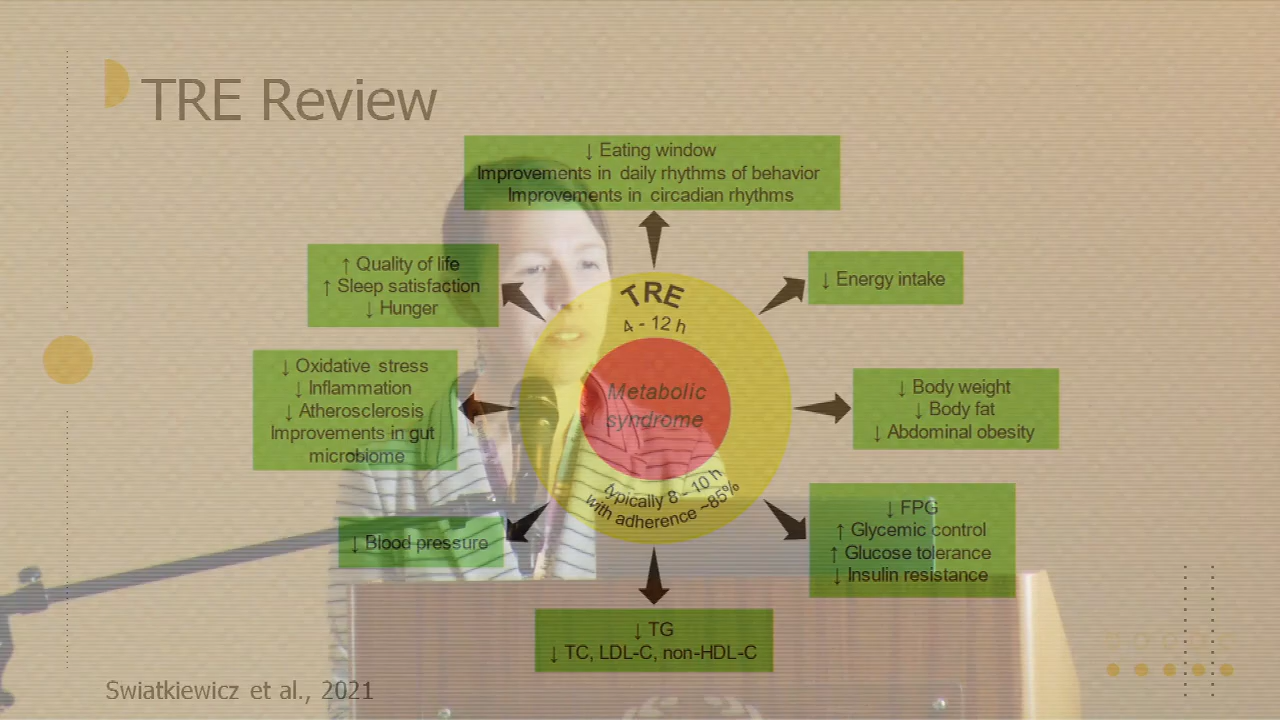 TRE Review
↓ Eating window
Improvements in daily rhythms of behavior
Improvements in circadian rhythms
↑ Quality of life
↑ Sleep satisfaction
↓ Hunger
↓ Energy intake
TRE
4 - 12 h
Metabolic
syndrome
typically 8 - 10 h
with adherence ~85%
↓ Oxidative stress
↓ Inflammation
↓ Atherosclerosis
Improvements in gut
microbiome
↓ Body weight
↓ Body fat
↓ Abdominal obesity
↓ Blood pressure
↓ FPG
↑ Glycemic control
↑ Glucose tolerance
↓ Insulin resistance
↓ TG
↓ TC, LDL-C, non-HDL-C
Swiatkiewicz et al., 2021